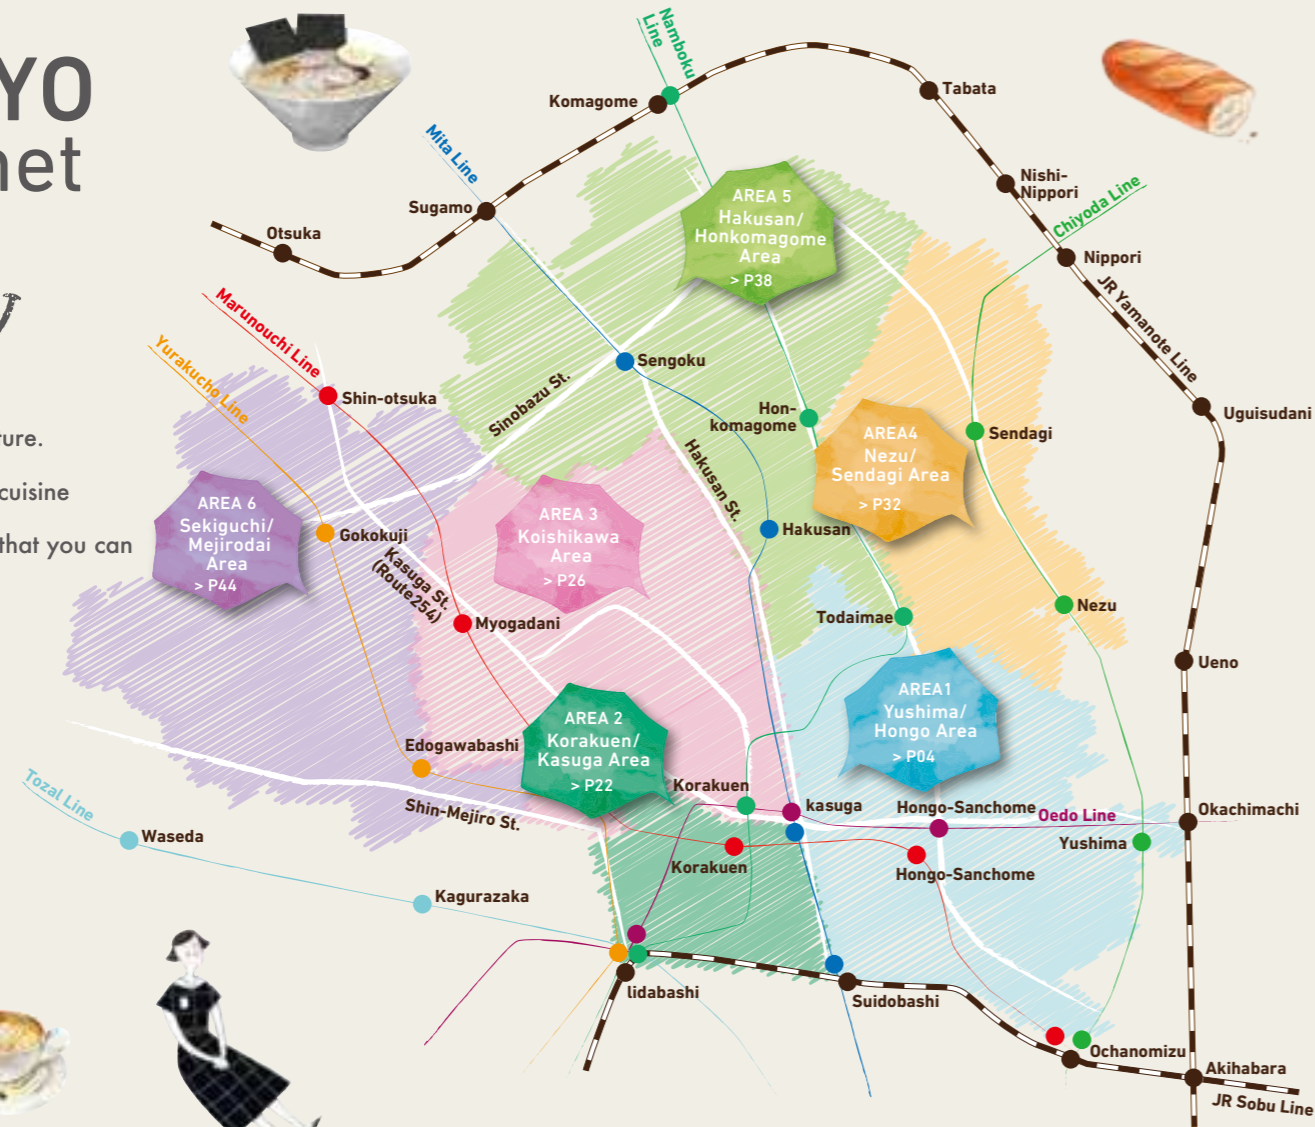 YO
net
ture.
cuisine
that you can
Namboku
Line
Komagome
Tabata
Mita Line
Nishi-
Nippori
Chiyoda Line
Sugamo
Otsuka
Nippori
AREA 5
Hakusan/
Honkomagome
Area
> P38
JR Yamanote Line
Marunouchi Line
Yurakucho Line
Sengoku
Shin-otsuka
Sinobazu St.
Hon-
komagome
Uguisudani
Sendagi
AREA4
Nezu/
Sendagi Area
> P32
Hakusan St.
AREA 6
Sekiguchi/
Mejirodai
Area
> P44
Gokokuji
AREA 3
Koishikawa
Area
> P26
Hakusan
Kasuga St.
(Route254)
Myogadani
Todaimae
Nezu
Ueno
AREA1
Yushima/
Hongo Area
> P04
AREA 2
Korakuen/
Kasuga Area
> P22
Edogawabashi
Korakuen
kasuga
Hongo-Sanchome
Oedo Line
Okachimachi
Tozal Line
Shin-Mejiro St.
Waseda
Yushima
Korakuen
Hongo-Sanchome
Kagurazaka
Iidabashi
Suidobashi
Ochanomizu
Akihabara
JR Sobu Line